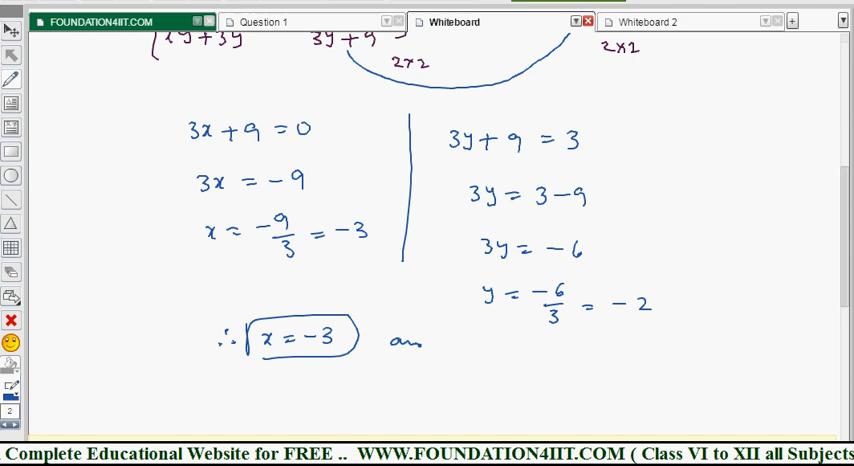 FOUNDATION4IIT.COM Question 1 Whiteboard Whiteboard 2
y + 3y 3y + 9
2×2 2×2
3x + 9 = 0
3x = -9
x = -9/3 = -3
3y + 9 = 3
3y = 3 - 9
3y = -6
y = -6/3 = -2
∴ x = -3 an
2
Complete Educational Website for FREE .. WWW.FOUNDATION4IIT.COM ( Class VI to XII all Subjects